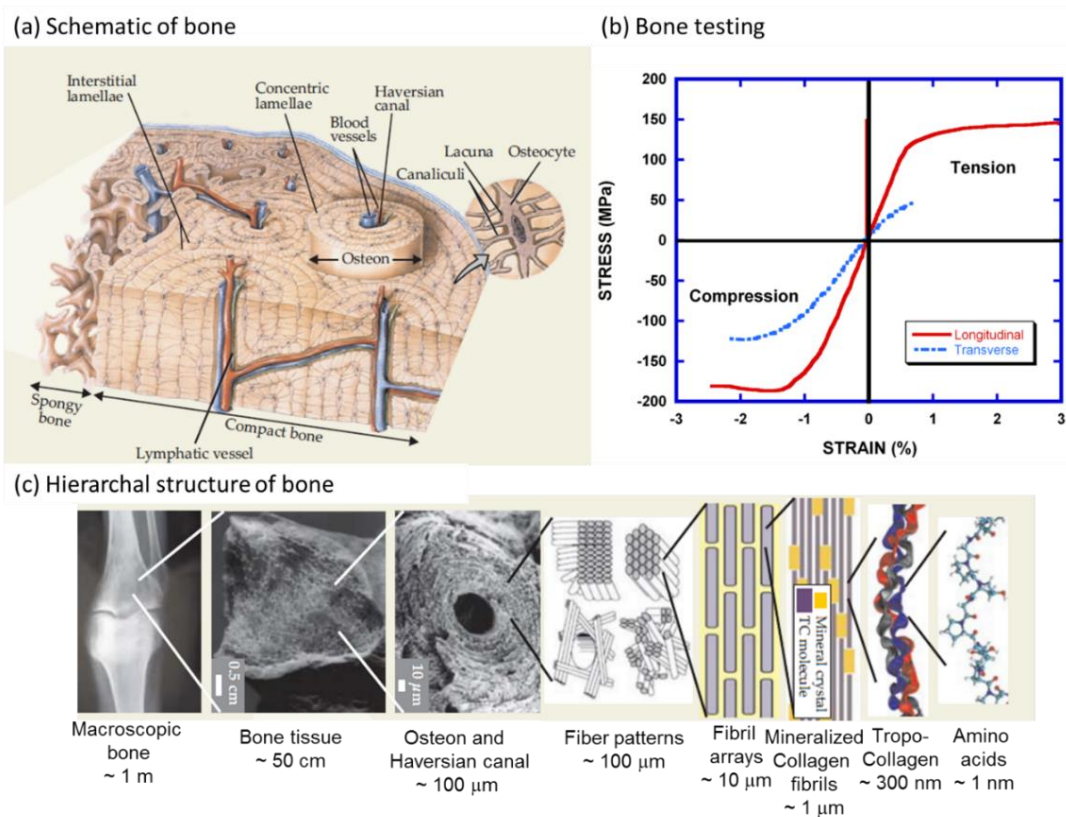 (a) Schematic of bone
Interstitial
lamellae
Concentric
lamellae
Haversian
canal
Blood
vessels
Lacuna
Osteocyte
Canaliculi
Osteon
Spongy
bone
Compact bone
Lymphatic vessel
(b) Bone testing
200
150
100
50
0
-50
-100
-150
-200
STRESS (MPa)
Tension
Compression
Longitudinal
Transverse
-3
-2
-1
0
1
2
3
STRAIN (%)
(c) Hierarchal structure of bone
0.5 cm
10 μm
Mineral crystal
TC molecule
Macroscopic
bone
~ 1 m
Bone tissue
~ 50 cm
Osteon and
Haversian canal
~ 100 μm
Fiber patterns
~ 100 μm
Fibril
arrays
~ 10 μm
Mineralized
Collagen
fibrils
~ 1 μm
Tropo-
Collagen
~ 300 nm
Amino
acids
~ 1 nm